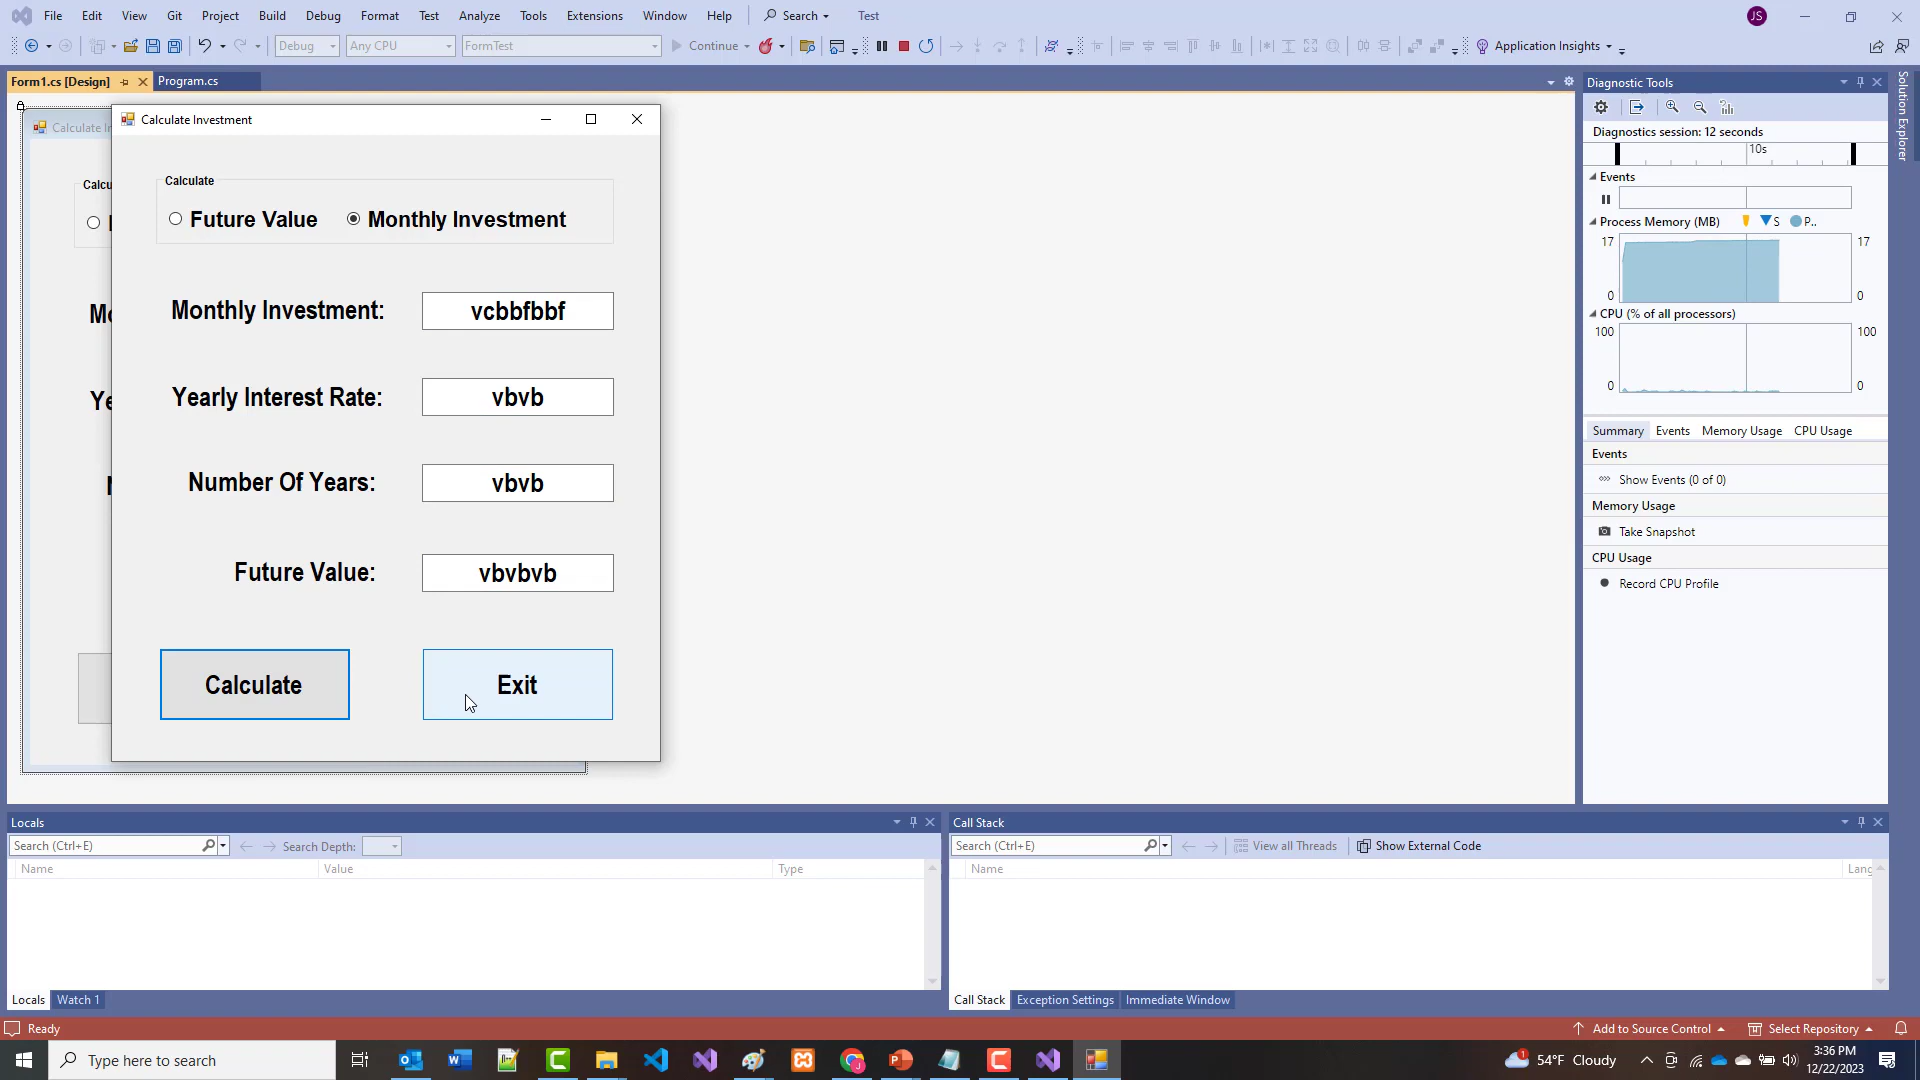 File Edit View Git Project Build Debug Format Test Analyze Tools Extensions Window Help Search Test JS
Debug Any CPU FormTest Continue Application Insights
Form1.cs [Design] Program.cs
Calculate Investment
Calculate
Future Value Monthly Investment
Monthly Investment: vcbbfbbf
Yearly Interest Rate: vbvb
Number Of Years: vbvb
Future Value: vbvbvb
Calculate Exit
Diagnostic Tools
Diagnostics session: 12 seconds
10s
Events
Process Memory (MB) S P..
17 17
0 0
CPU (% of all processors)
100 100
0 0
Summary Events Memory Usage CPU Usage
Events
Show Events (0 of 0)
Memory Usage
Take Snapshot
CPU Usage
Record CPU Profile
Solution Explorer
Locals
Search (Ctrl+E) Search Depth:
Name Value Type
Locals Watch 1
Call Stack
Search (Ctrl+E) View all Threads Show External Code
Name Lang
Call Stack Exception Settings Immediate Window
Ready Add to Source Control Select Repository
Type here to search
1 54°F Cloudy 3:36 PM
12/22/2023